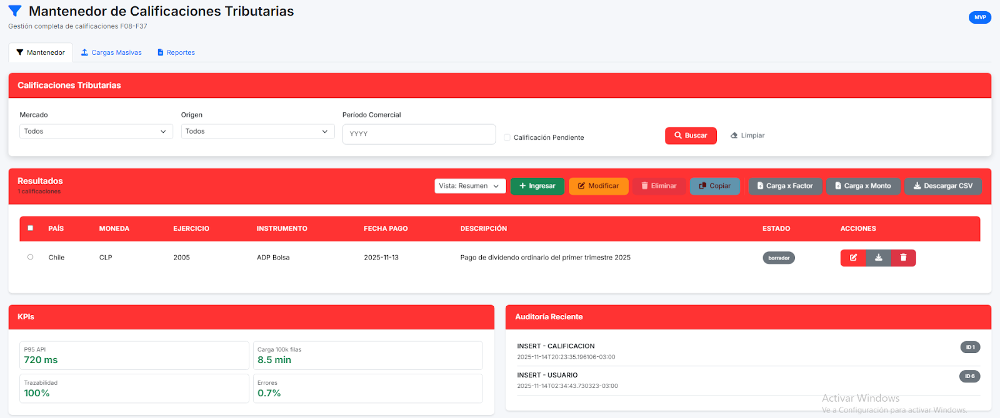 Mantenedor de Calificaciones Tributarias
Gestión completa de calificaciones F08-F37
MVP
Mantenedor
Cargas Masivas
Reportes
Calificaciones Tributarias
Mercado
Origen
Período Comercial
Todos
Todos
YYYY
Calificación Pendiente
Buscar
Limpiar
Resultados
1 calificaciones
Vista: Resumen
Ingresar
Modificar
Eliminar
Copiar
Carga x Factor
Carga x Monto
Descargar CSV
PAÍS MONEDA EJERCICIO INSTRUMENTO FECHA PAGO DESCRIPCIÓN ESTADO ACCIONES
Chile CLP 2005 ADP Bolsa 2025-11-13 Pago de dividendo ordinario del primer trimestre 2025 borrador
KPIs
P95 API
720 ms
Carga 100k filas
8.5 min
Trazabilidad
100%
Errores
0.7%
Auditoría Reciente
INSERT - CALIFICACION
2025-11-14T20:23:35.196106-03:00
ID 1
INSERT - USUARIO
2025-11-14T02:34:43.730323-03:00
ID 6
Activar Windows
Ve a Configuración para activar Windows.